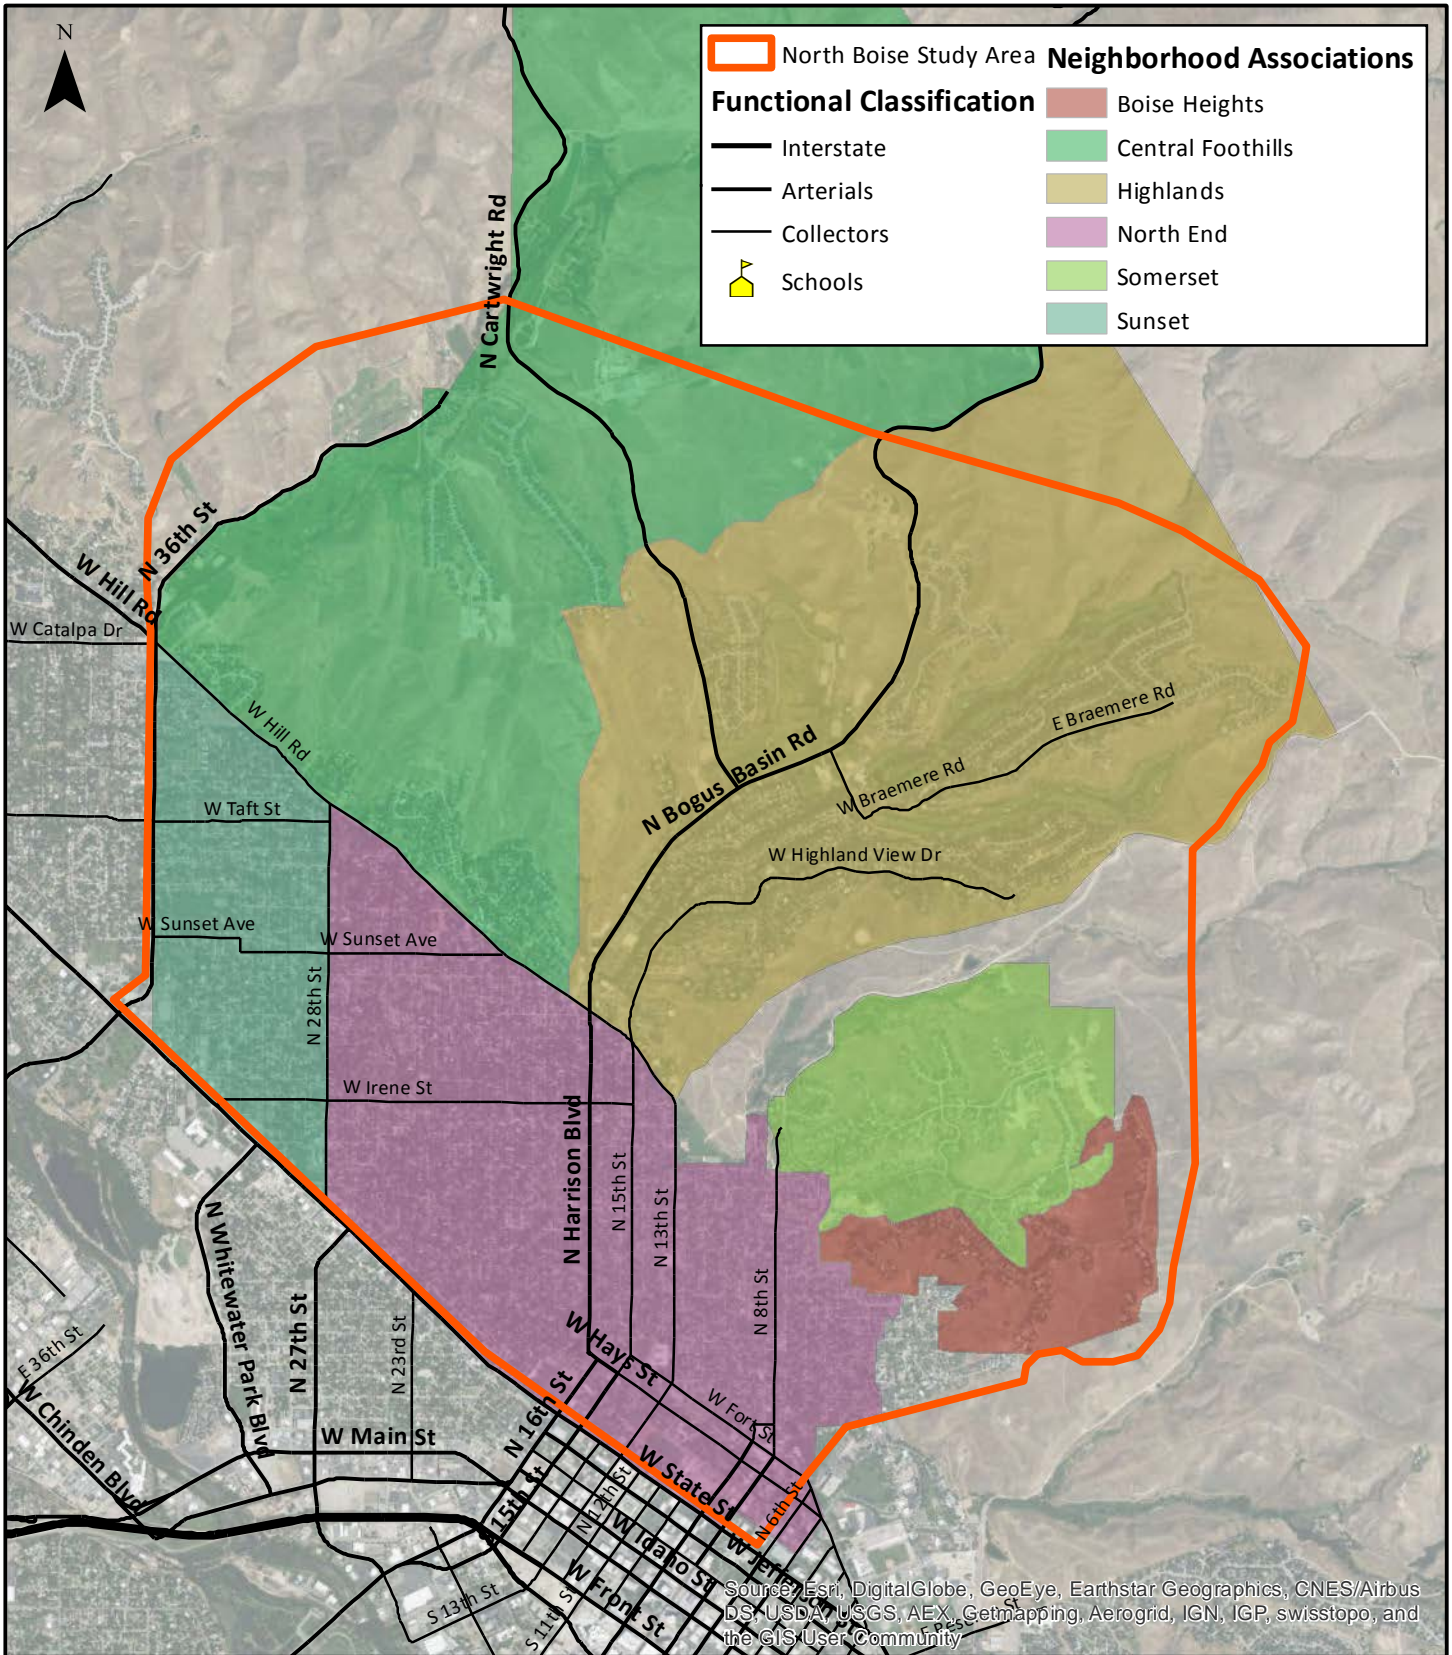 N
North Boise Study Area
Functional Classification
Interstate
Arterials
Collectors
Schools
Neighborhood Associations
Boise Heights
Central Foothills
Highlands
North End
Somerset
Sunset
N Cartwright Rd
N 36th St
W Hill Rd
W Catalpa Dr
W Hill Rd
E Braemere Rd
N Bogus Basin Rd
W Braemere Rd
W Taft St
W Highland View Dr
W Sunset Ave
W Sunset Ave
N 28th St
W Irene St
N Harrison Blvd
N 15th St
N 13th St
N 8th St
N Whitewater Park Blvd
N 27th St
N 23rd St
E 36th St
W Chinden Blvd
W Hays St
W Fort St
N 16th St
W Main St
W State St
15th St
N 12th St
N 6th St
W Idaho St
W Jefferson
W Front St
S 13th St
S 11th S
Source: Esri, DigitalGlobe, GeoEye, Earthstar Geographics, CNES/Airbus
DS, USDA, USGS, AEX, Getmapping, Aerogrid, IGN, IGP, swisstopo, and
the GIS User Community